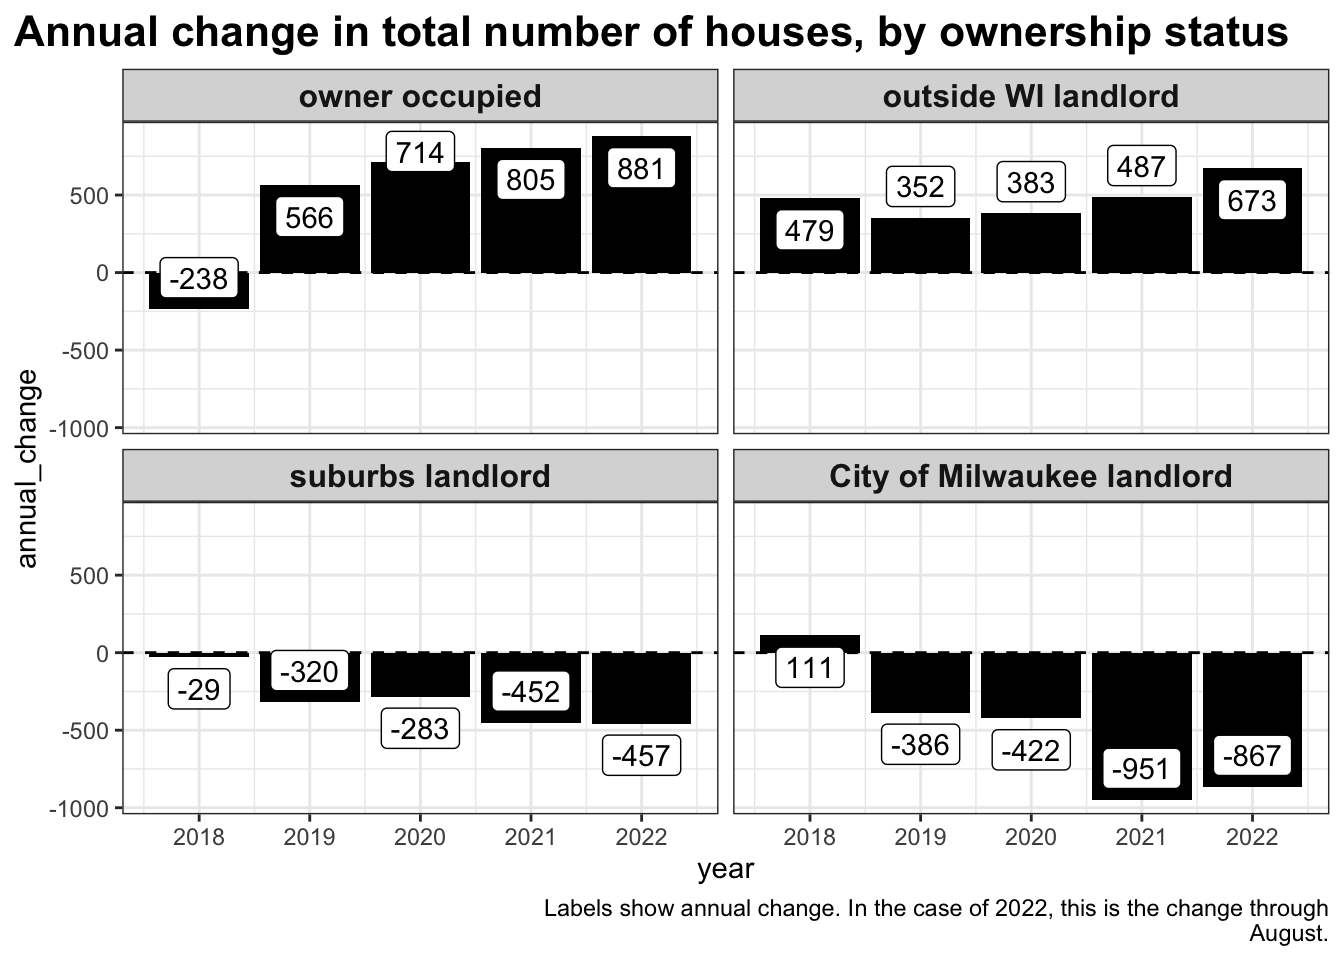 Annual change in total number of houses, by ownership status
owner occupied
outside WI landlord
500
0
-500
-1000
-238
566
714
805
881
479
352
383
487
673
annual_change
suburbs landlord
City of Milwaukee landlord
500
0
-500
-1000
-29
-320
-283
-452
-457
111
-386
-422
-951
-867
2018 2019 2020 2021 2022
2018 2019 2020 2021 2022
year
Labels show annual change. In the case of 2022, this is the change through
August.